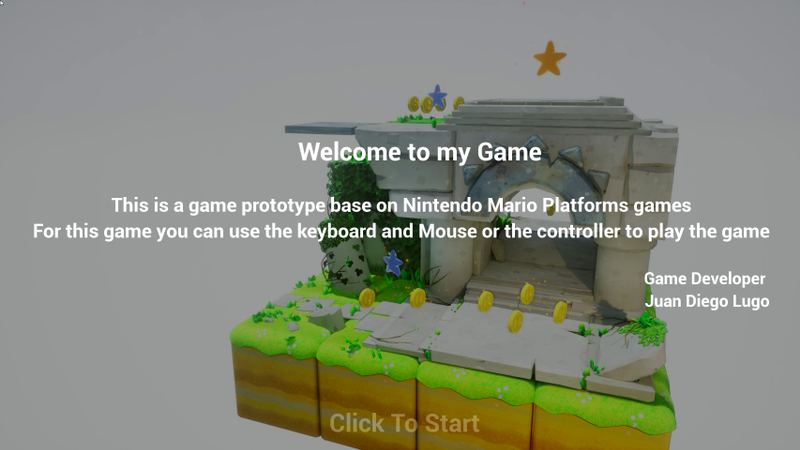 Welcome to my Game
This is a game prototype base on Nintendo Mario Platforms games
For this game you can use the keyboard and Mouse or the controller to play the game
Game Developer
Juan Diego Lugo
Click To Start